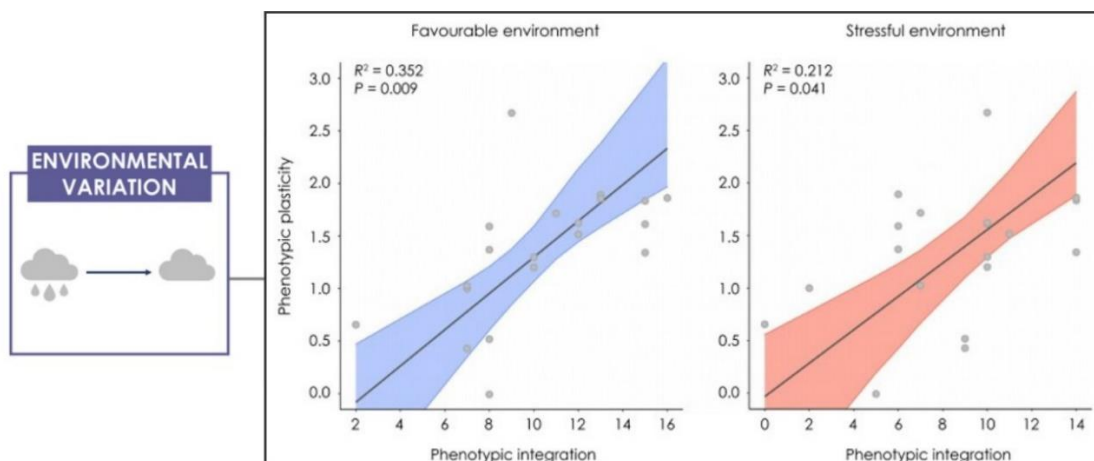 ENVIRONMENTAL
VARIATION
Favourable environment
R² = 0.352
P = 0.009
Phenotypic plasticity
3.0
2.5
2.0
1.5
1.0
0.5
0.0
2 4 6 8 10 12 14 16
Phenotypic integration
Stressful environment
R² = 0.212
P = 0.041
3.0
2.5
2.0
1.5
1.0
0.5
0.0
0 2 4 6 8 10 12 14
Phenotypic integration